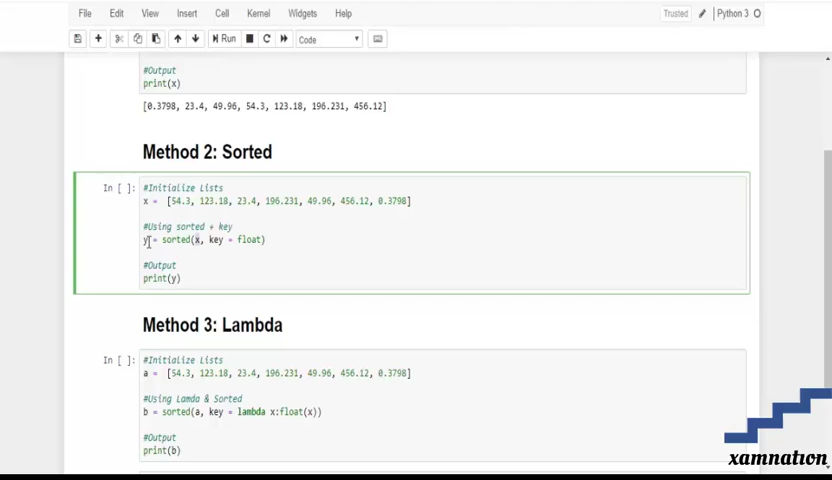 File Edit View Insert Cell Kernel Widgets Help Trusted Python 3
Run Code
#Output
print(x)
[0.3798, 23.4, 49.96, 54.3, 123.18, 196.231, 456.12]
Method 2: Sorted
In [ ]: #Initialize Lists
x = [54.3, 123.18, 23.4, 196.231, 49.96, 456.12, 0.3798]
#Using sorted + key
y = sorted(x, key = float)
#Output
print(y)
Method 3: Lambda
In [ ]: #Initialize Lists
a = [54.3, 123.18, 23.4, 196.231, 49.96, 456.12, 0.3798]
#Using Lamda & Sorted
b = sorted(a, key = lambda x:float(x))
#Output
print(b)
xamnation